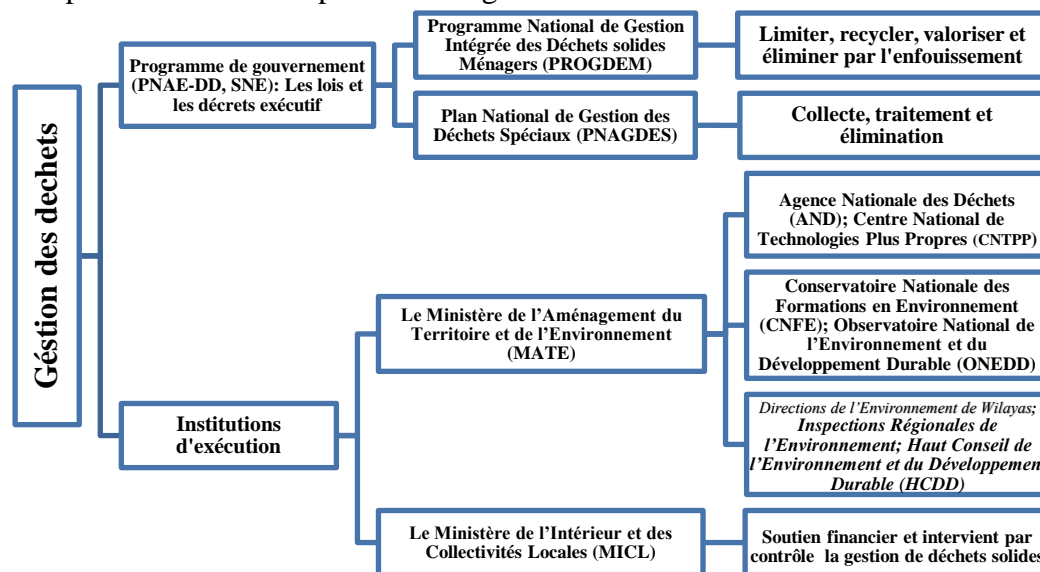 Programme National de Gestion
Intégrée des Déchets solides
Ménagers (PROGDEM)
Limiter, recycler, valoriser et
éliminer par l'enfouissement
Programme de gouvernement
(PNAE-DD, SNE): Les lois et
les décrets exécutif
Plan National de Gestion des
Déchets Spéciaux (PNAGDES)
Collecte, traitement et
élimination
Géstion des dechets
Agence Nationale des Déchets
(AND); Centre National de
Technologies Plus Propres (CNTPP)
Le Ministère de l'Aménagement du
Territoire et de l'Environnement
(MATE)
Conservatoire Nationale des
Formations en Environnement
(CNFE); Observatoire National de
l'Environnement et du
Développement Durable (ONEDD)
Institutions
d'exécution
Directions de l'Environnement de Wilayas;
Inspections Régionales de
l'Environnement; Haut Conseil de
l'Environnement et du Développemen
Durable (HCDD)
Le Ministère de l'Intérieur et des
Collectivités Locales (MICL)
Soutien financier et intervient par
contrôle la gestion de déchets solides